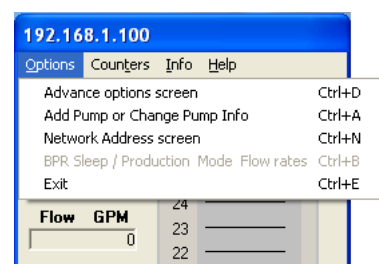 192.168.1.100
Options Counters Info Help
Advance options screen Ctrl+D
Add Pump or Change Pump Info Ctrl+A
Network Address screen Ctrl+N
BPR Sleep / Production Mode Flow rates Ctrl+B
Exit Ctrl+E
24
Flow GPM
23
0
22